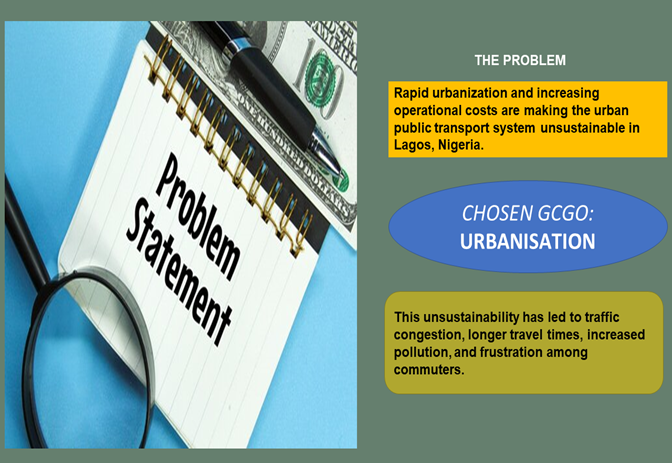 Problem
Statement
THE PROBLEM
Rapid urbanization and increasing
operational costs are making the urban
public transport system unsustainable in
Lagos, Nigeria.
CHOSEN GCGO:
URBANISATION
This unsustainability has led to traffic
congestion, longer travel times, increased
pollution, and frustration among
commuters.